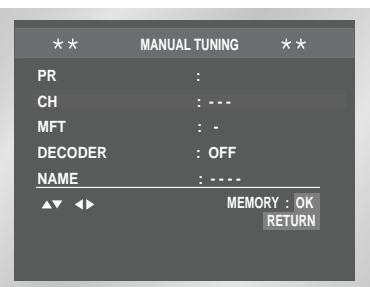 ** MANUAL TUNING **
PR :
CH : - - -
MFT : -
DECODER : OFF
NAME : - - - -
▲▼ ◀▶ MEMORY : OK
RETURN